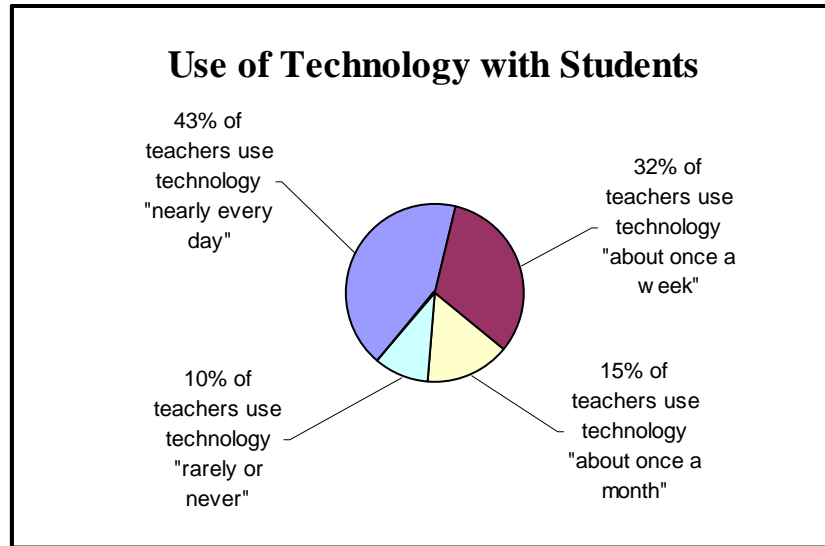 Use of Technology with Students
43% of
teachers use
technology
"nearly every
day"
32% of
teachers use
technology
"about once a
week"
10% of
teachers use
technology
"rarely or
never"
15% of
teachers use
technology
"about once a
month"